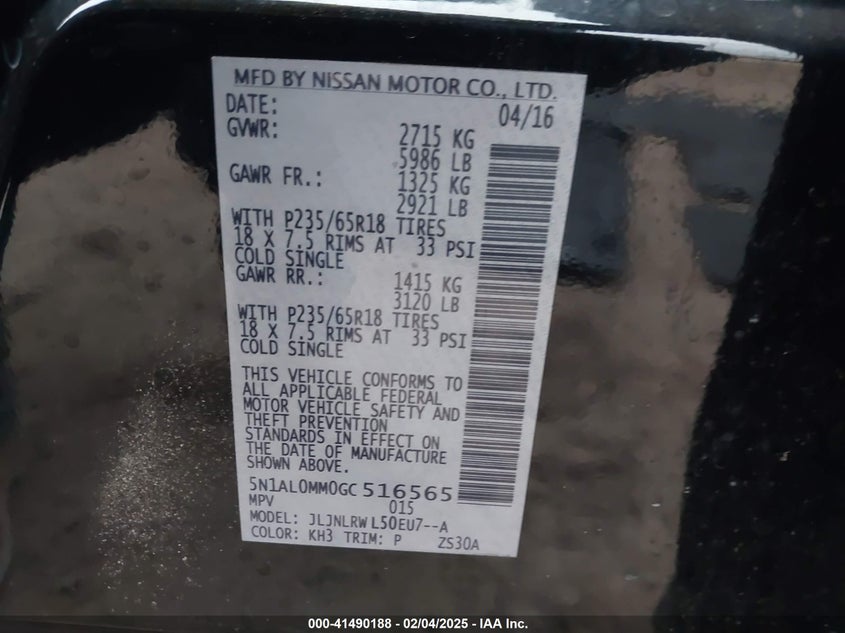 MFD BY NISSAN MOTOR CO., LTD.
DATE: 04/16
GVWR: 2715 KG
5986 LB
GAWR FR.: 1325 KG
2921 LB
WITH P235/65R18 TIRES
18 X 7.5 RIMS AT 33 PSI
COLD SINGLE
GAWR RR.: 1415 KG
3120 LB
WITH P235/65R18 TIRES
18 X 7.5 RIMS AT 33 PSI
COLD SINGLE
THIS VEHICLE CONFORMS TO
ALL APPLICABLE FEDERAL
MOTOR VEHICLE SAFETY AND
THEFT PREVENTION
STANDARDS IN EFFECT ON
THE DATE OF MANUFACTURE
SHOWN ABOVE.
5N1AL0MM0GC516565
MPV 015
MODEL: JLJNLRWL50EU7--A
COLOR: KH3 TRIM: P ZS30A
000-41490188 - 02/04/2025 - IAA Inc.